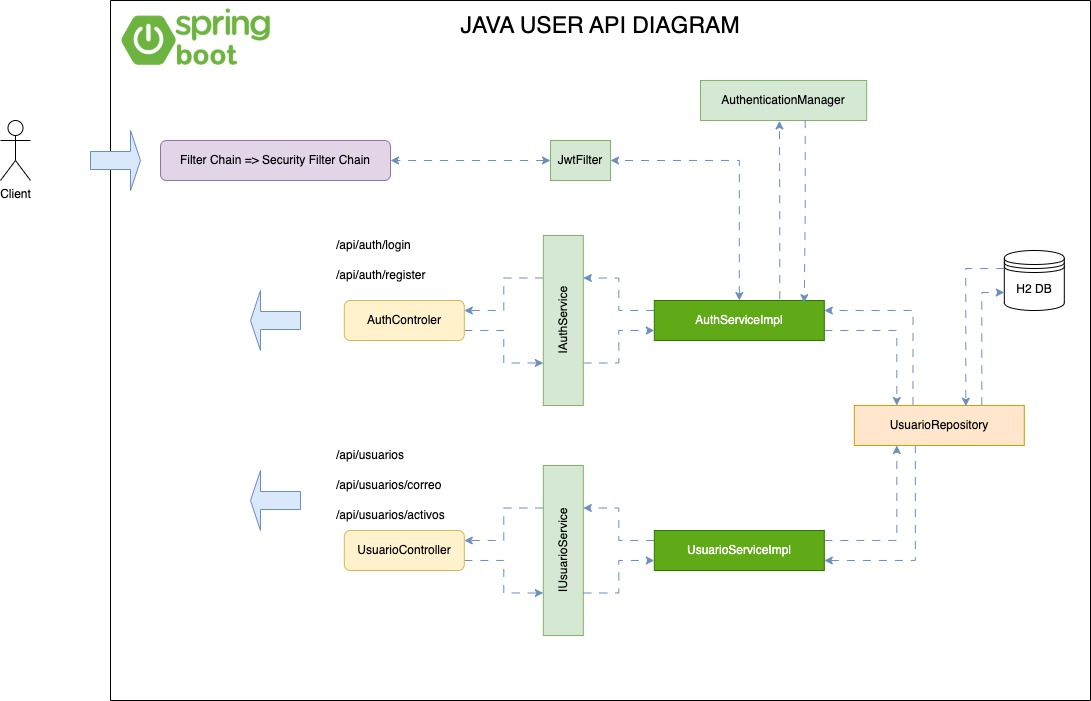 spring
boot
JAVA USER API DIAGRAM
AuthenticationManager
Client
Filter Chain => Security Filter Chain
JwtFilter
/api/auth/login
/api/auth/register
AuthControler
IAuthService
AuthServiceImpl
H2 DB
UsuarioRepository
/api/usuarios
/api/usuarios/correo
/api/usuarios/activos
UsuarioController
IUsuarioService
UsuarioServiceImpl